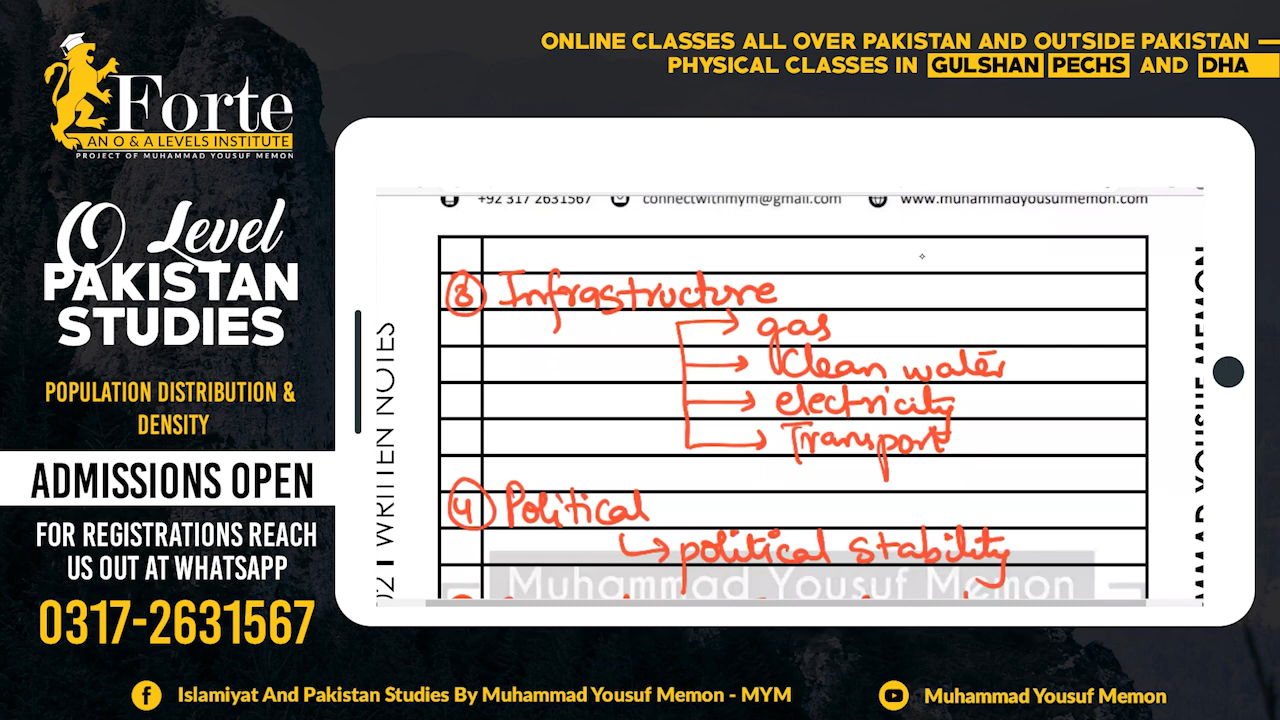 ONLINE CLASSES ALL OVER PAKISTAN AND OUTSIDE PAKISTAN
PHYSICAL CLASSES IN GULSHAN PECHS AND DHA
Forte
AN O & A LEVELS INSTITUTE
PROJECT OF MUHAMMAD YOUSUF MEMON
O Level
PAKISTAN
STUDIES
POPULATION DISTRIBUTION &
DENSITY
ADMISSIONS OPEN
FOR REGISTRATIONS REACH
US OUT AT WHATSAPP
0317-2631567
+92 317 2631567 connectwithmym@gmail.com www.muhammadyousufmemon.com
WRITTEN NOTES
3 Infrastructure
gas
Clean water
electricity
Transport
4 Political
political stability
Muhammad Yousuf Memon
YOUSUF MEMON
Islamiyat And Pakistan Studies By Muhammad Yousuf Memon - MYM
Muhammad Yousuf Memon